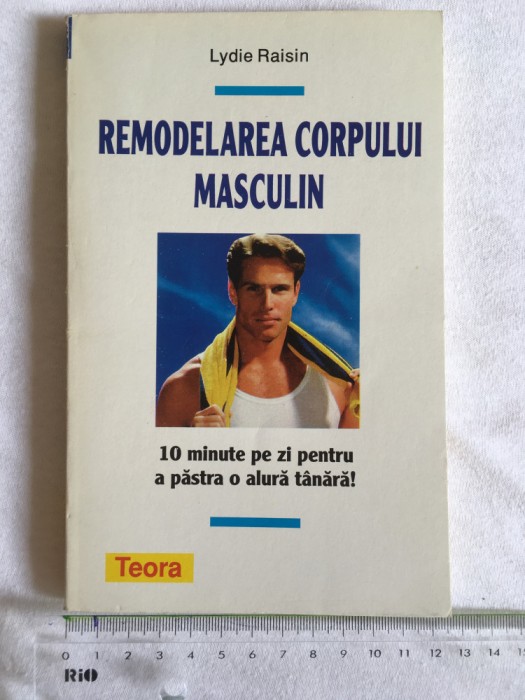 Lydie Raisin
REMODELAREA CORPULUI
MASCULIN
10 minute pe zi pentru
a păstra o alură tânără!
Teora
0 1 2 3 4 5 6 7 8 9 10 11 12 13 14 15
RiO